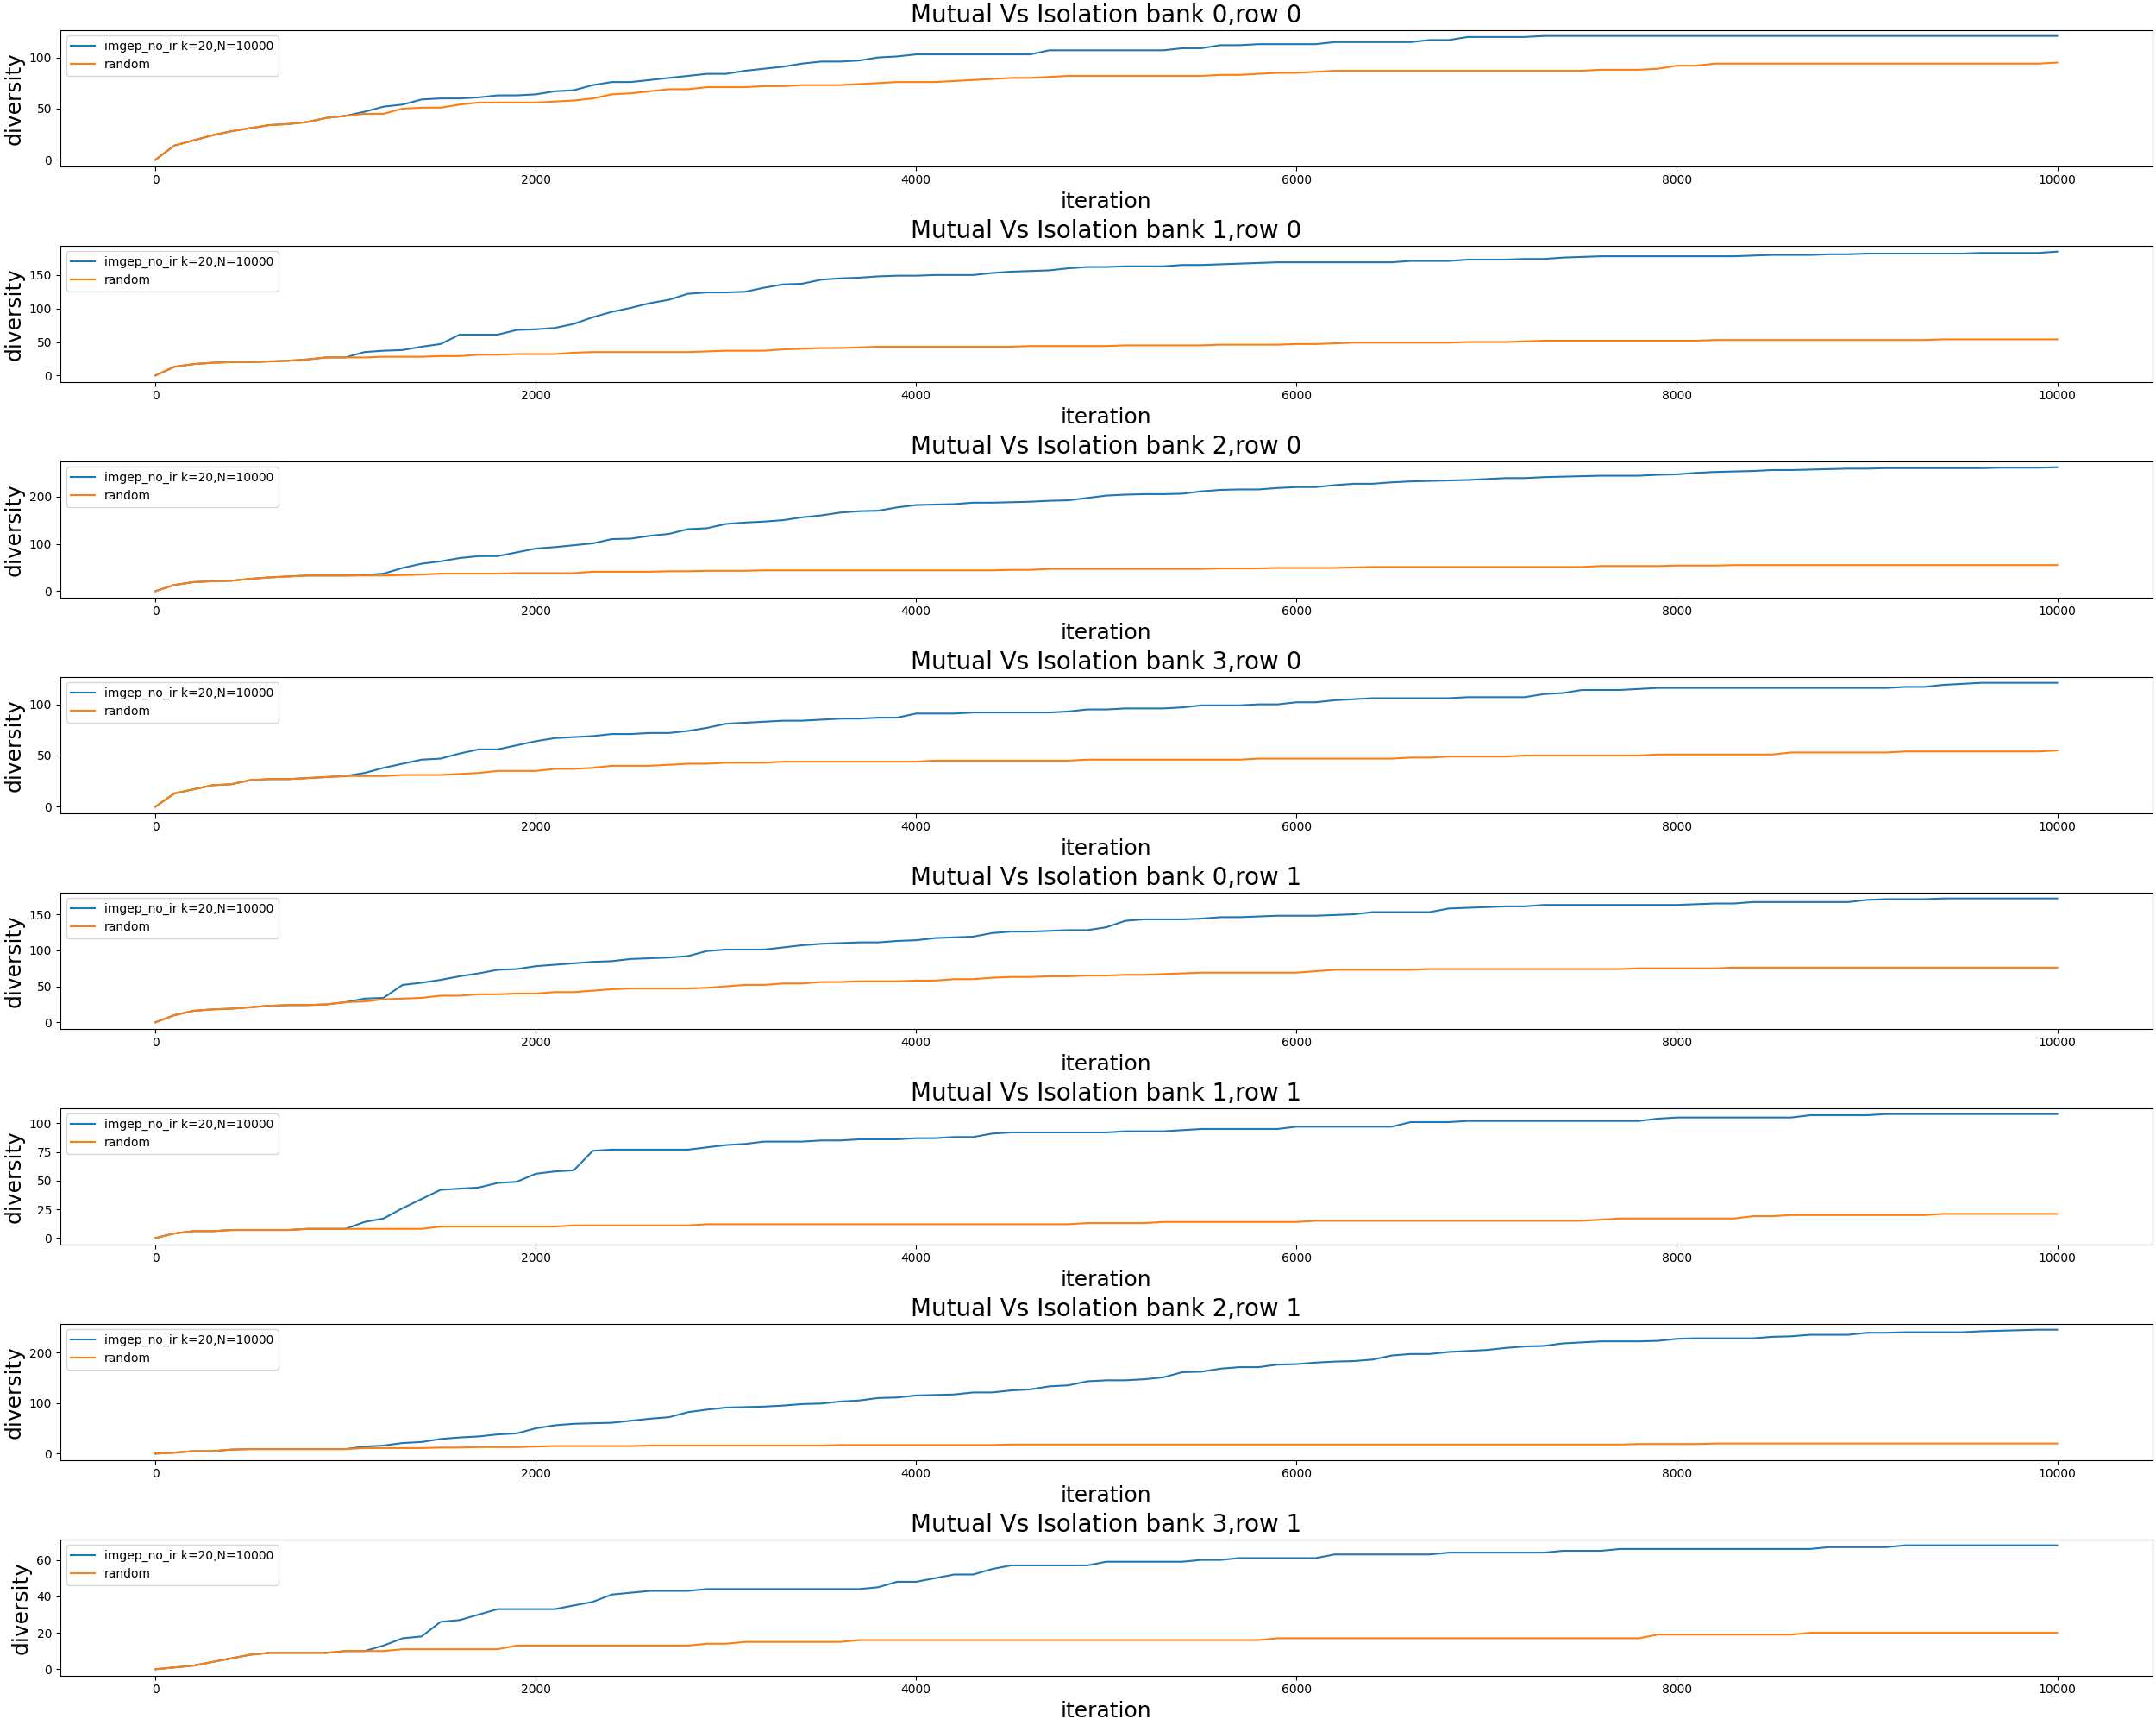 Mutual Vs Isolation bank 0,row 0
imgep_no_ir k=20,N=10000
random
diversity
100
50
0
0 2000 4000 6000 8000 10000
iteration
Mutual Vs Isolation bank 1,row 0
imgep_no_ir k=20,N=10000
random
diversity
150
100
50
0
0 2000 4000 6000 8000 10000
iteration
Mutual Vs Isolation bank 2,row 0
imgep_no_ir k=20,N=10000
random
diversity
200
100
0
0 2000 4000 6000 8000 10000
iteration
Mutual Vs Isolation bank 3,row 0
imgep_no_ir k=20,N=10000
random
diversity
100
50
0
0 2000 4000 6000 8000 10000
iteration
Mutual Vs Isolation bank 0,row 1
imgep_no_ir k=20,N=10000
random
diversity
150
100
50
0
0 2000 4000 6000 8000 10000
iteration
Mutual Vs Isolation bank 1,row 1
imgep_no_ir k=20,N=10000
random
diversity
100
75
50
25
0
0 2000 4000 6000 8000 10000
iteration
Mutual Vs Isolation bank 2,row 1
imgep_no_ir k=20,N=10000
random
diversity
200
100
0
0 2000 4000 6000 8000 10000
iteration
Mutual Vs Isolation bank 3,row 1
imgep_no_ir k=20,N=10000
random
diversity
60
40
20
0
0 2000 4000 6000 8000 10000
iteration